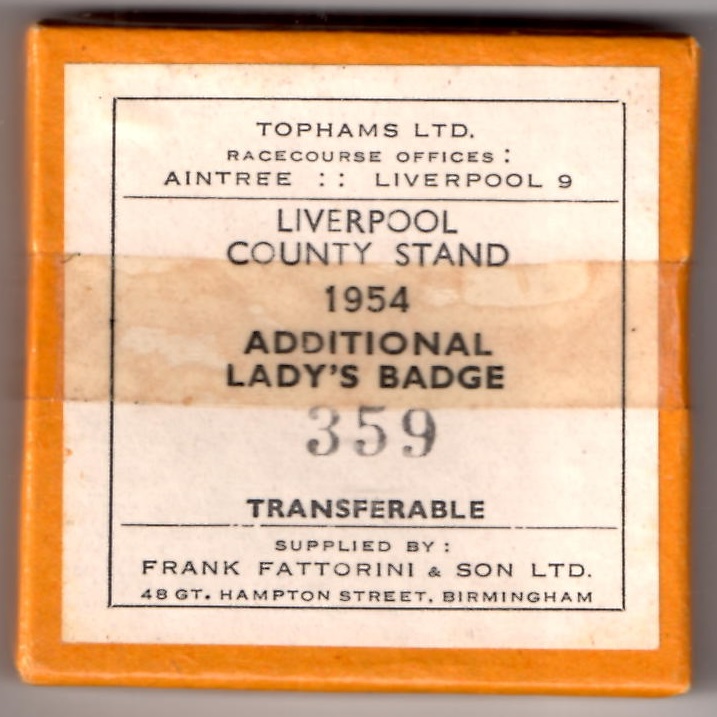 TOPHAMS LTD.
RACECOURSE OFFICES:
AINTREE :: LIVERPOOL 9
LIVERPOOL
COUNTY STAND
1954
ADDITIONAL
LADY'S BADGE
359
TRANSFERABLE
SUPPLIED BY:
FRANK FATTORINI & SON LTD.
48 GT. HAMPTON STREET, BIRMINGHAM